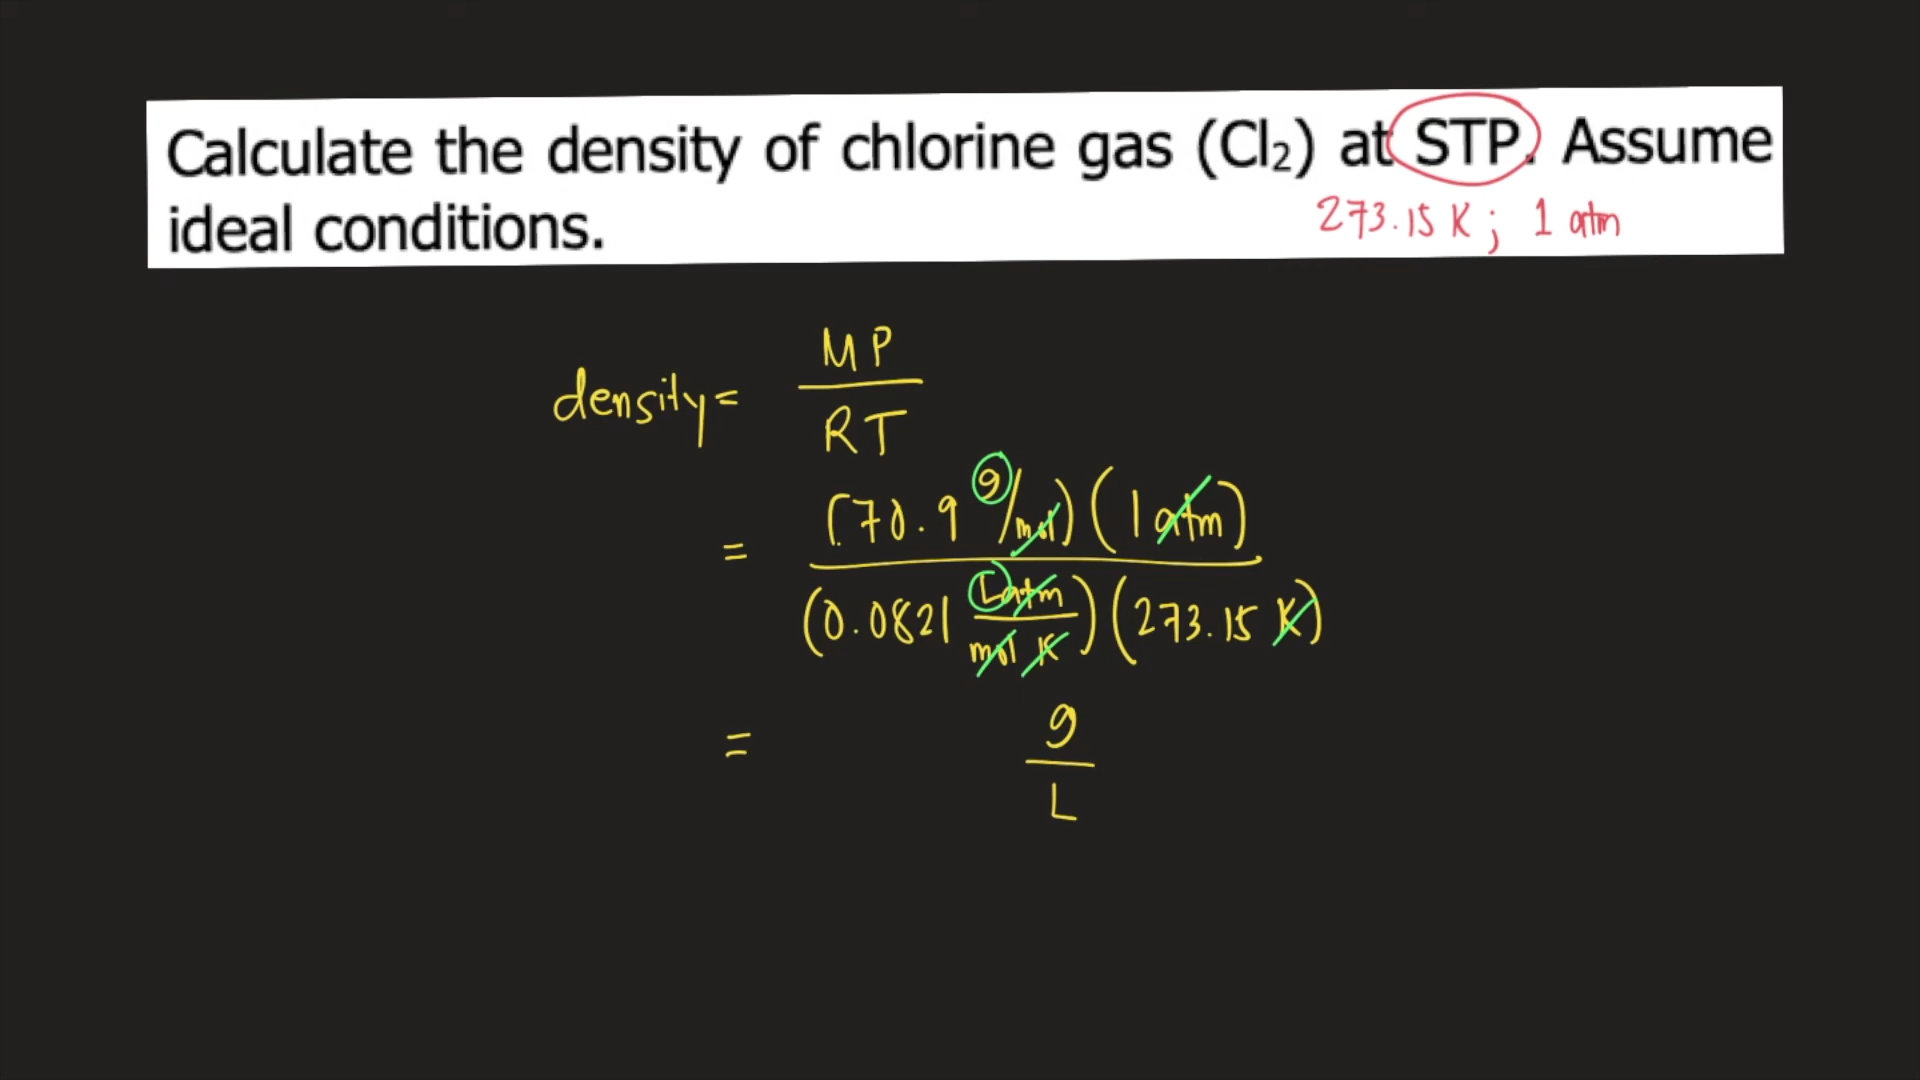 Calculate the density of chlorine gas (Cl₂) at STP. Assume
ideal conditions.
273.15 K ; 1 atm
density = MP
RT
= (70.9 g/mol) (1 atm)
(0.0821 L atm
mol K) (273.15 K)
= g
L